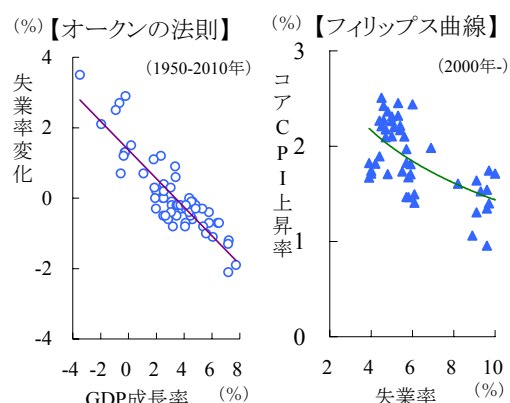 (%)【オークンの法則】
(1950-2010年)
失業率変化
4
2
0
-2
-4
-4 -2 0 2 4 6 8
GDP成長率 (%)
(%)【フィリップス曲線】
(2000年-)
コアCPI上昇率
3
2
1
0
2 4 6 8 10
失業率 (%)